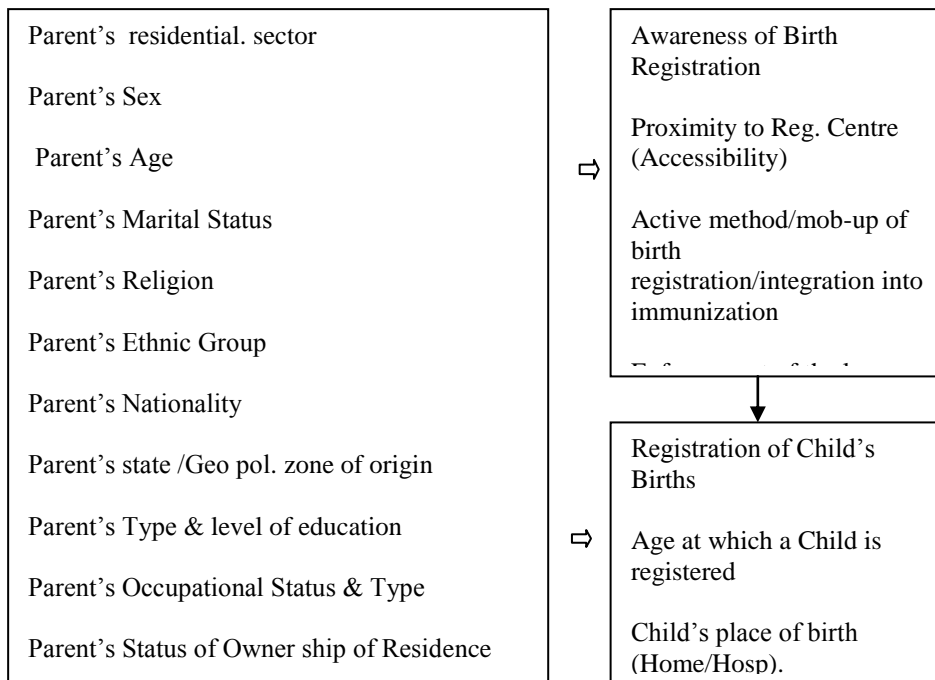 Parent's  residential. sector
Parent's Sex
Parent's Age
Parent's Marital Status
Parent's Religion
Parent's Ethnic Group
Parent's Nationality
Parent's state /Geo pol. zone of origin
Parent's Type & level of education
Parent's Occupational Status & Type
Parent's Status of Owner ship of Residence
Awareness of Birth
Registration
Proximity to Reg. Centre
(Accessibility)
Active method/mob-up of
birth
registration/integration into
immunization
Registration of Child's
Births
Age at which a Child is
registered
Child's place of birth
(Home/Hosp).